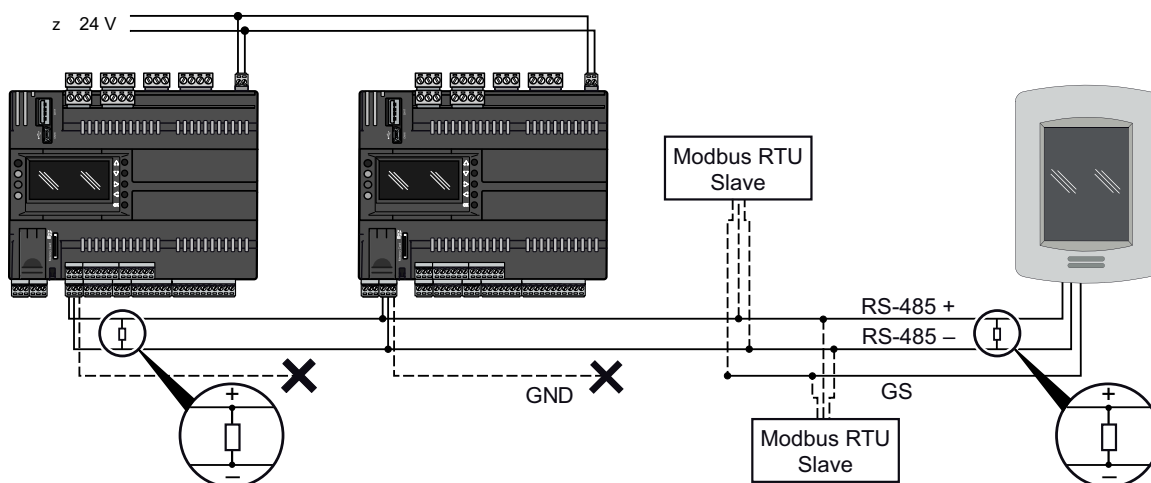 z 24 V
Modbus RTU
Slave
RS-485 +
RS-485 –
GND
GS
Modbus RTU
Slave
+
–
+
–